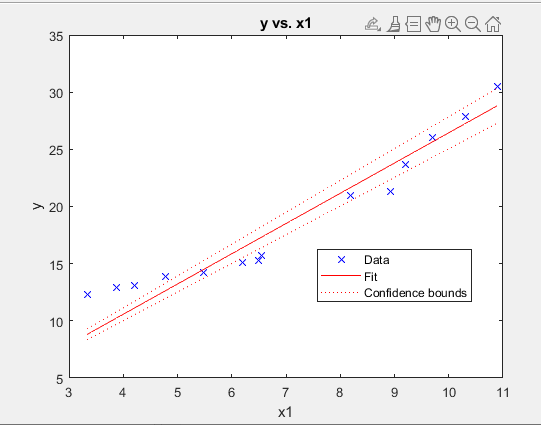 y vs. x1
35
30
25
20
15
10
5
y
Data
Fit
Confidence bounds
3 4 5 6 7 8 9 10 11
x1